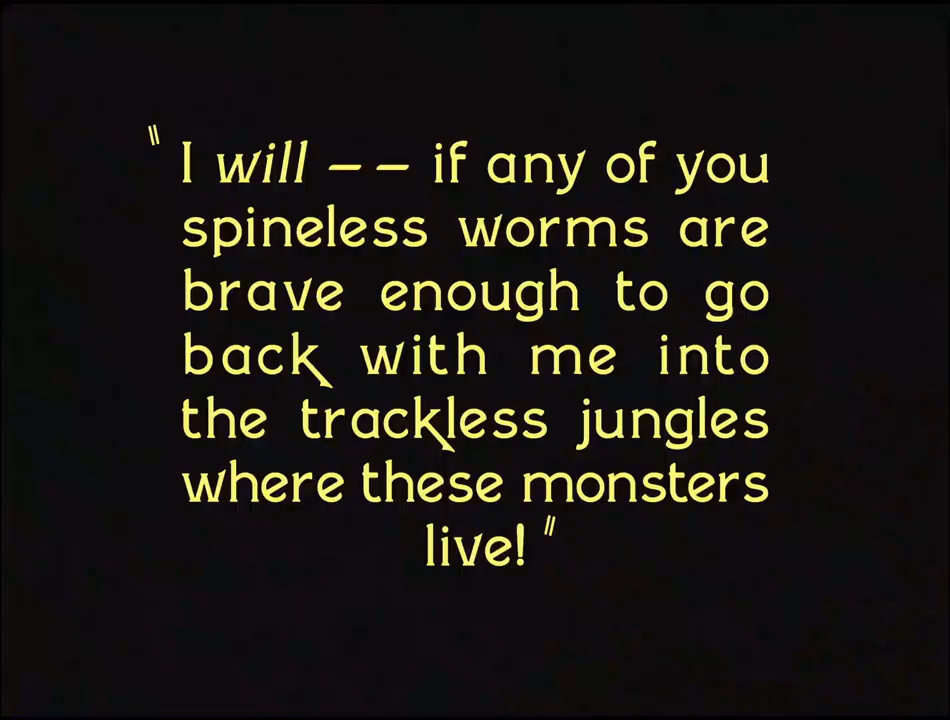 "I will –– if any of you
spineless worms are
brave enough to go
back with me into
the trackless jungles
where these monsters
live!"